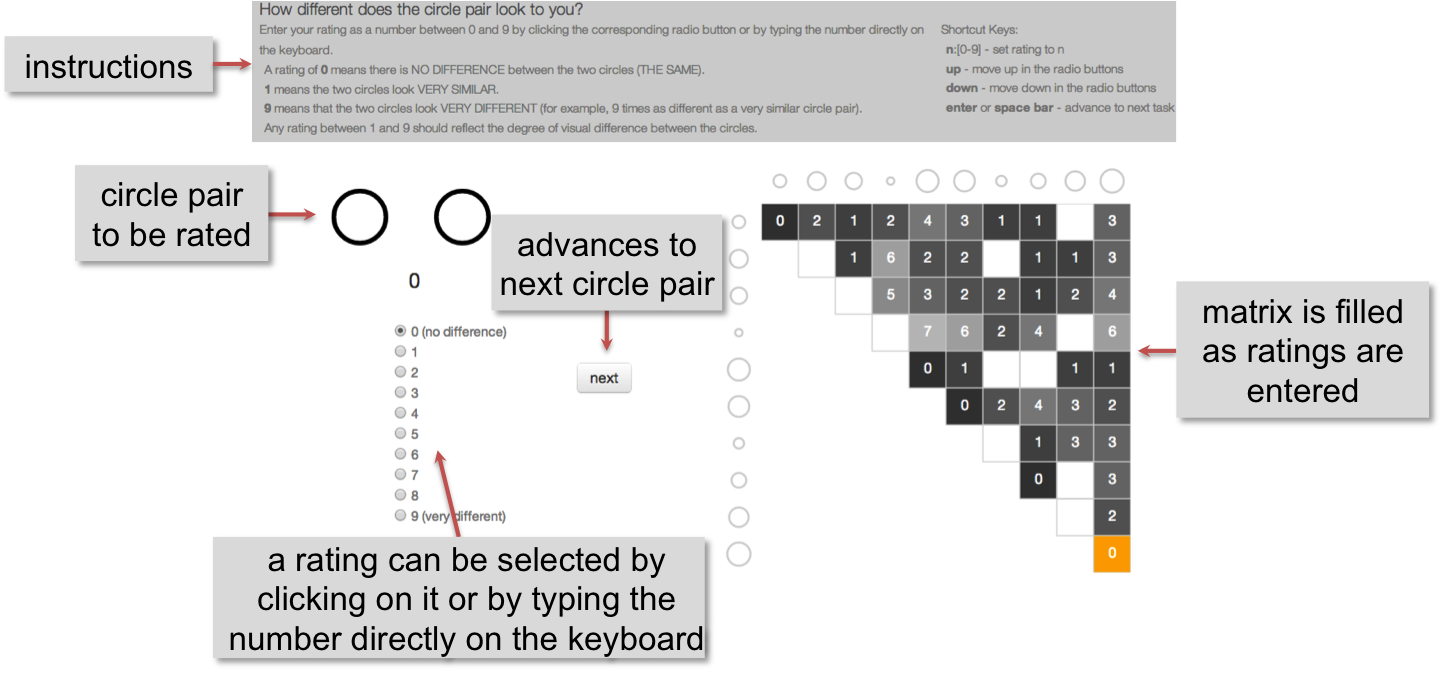 How different does the circle pair look to you?
Enter your rating as a number between 0 and 9 by clicking the corresponding radio button or by typing the number directly on
the keyboard.
A rating of 0 means there is NO DIFFERENCE between the two circles (THE SAME).
1 means the two circles look VERY SIMILAR.
9 means that the two circles look VERY DIFFERENT (for example, 9 times as different as a very similar circle pair).
Any rating between 1 and 9 should reflect the degree of visual difference between the circles.
Shortcut Keys:
n:[0-9] - set rating to n
up - move up in the radio buttons
down - move down in the radio buttons
enter or space bar - advance to next task
instructions
circle pair
to be rated
advances to
next circle pair
0
0 (no difference)
1
2
3
4
5
6
7
8
9 (very different)
next
a rating can be selected by
clicking on it or by typing the
number directly on the keyboard
0 2 1 2 4 3 1 1 3
1 6 2 2 1 1 3
5 3 2 2 1 2 4
7 6 2 4 6
0 1 1 1
0 2 4 3 2
1 3 3
0 3
2
0
matrix is filled
as ratings are
entered